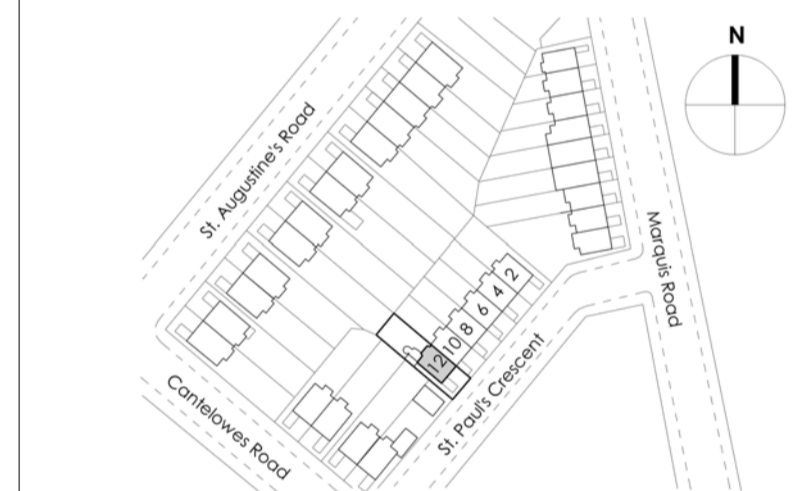 N
St. Augustine's Road
Marquis Road
2
4
6
8
10
12
St. Paul's Crescent
Cantelowes Road